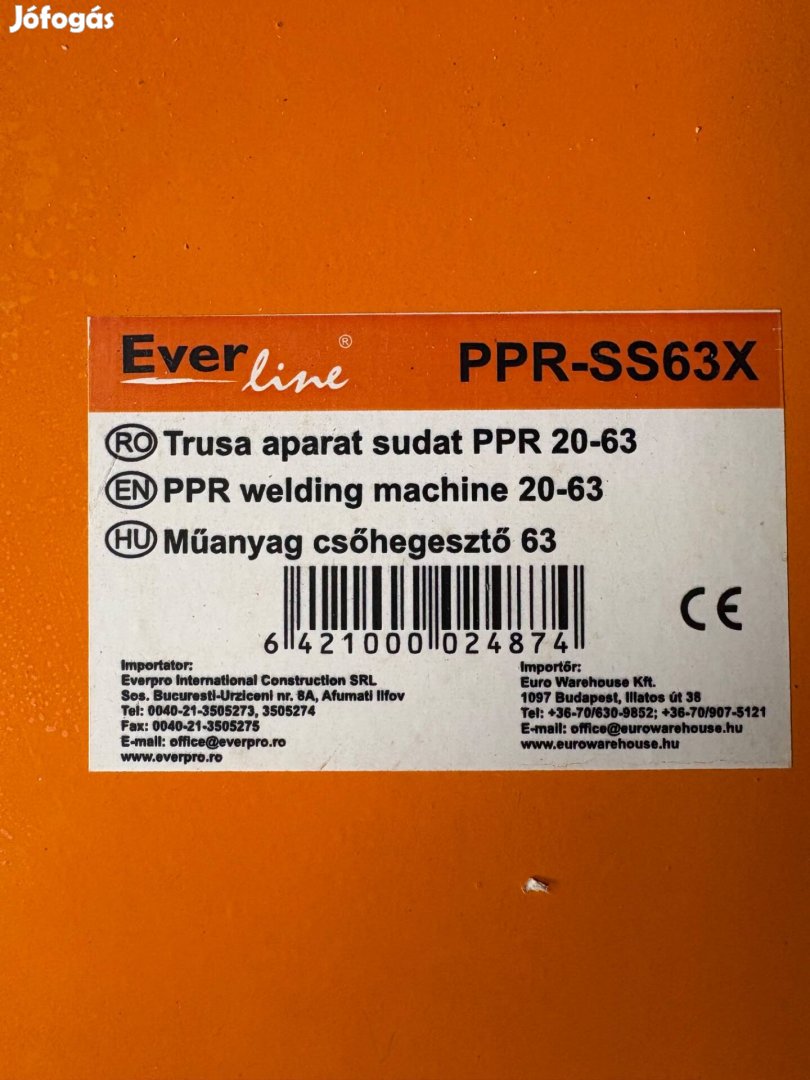 Jófogás
Ever line ®
PPR-SS63X
RO Trusa aparat sudat PPR 20-63
EN PPR welding machine 20-63
HU Műanyag csőhegesztő 63
6 421000 024874
CE
Importator:
Everpro International Construction SRL
Sos. Bucuresti-Urziceni nr. 8A, Afumati Ilfov
Tel: 0040-21-3505273, 3505274
Fax: 0040-21-3505275
E-mail: office@everpro.ro
www.everpro.ro
Importőr:
Euro Warehouse Kft.
1097 Budapest, Illatos út 38
Tel: +36-70/630-9852; +36-70/907-5121
E-mail: office@eurowarehouse.hu
www.eurowarehouse.hu